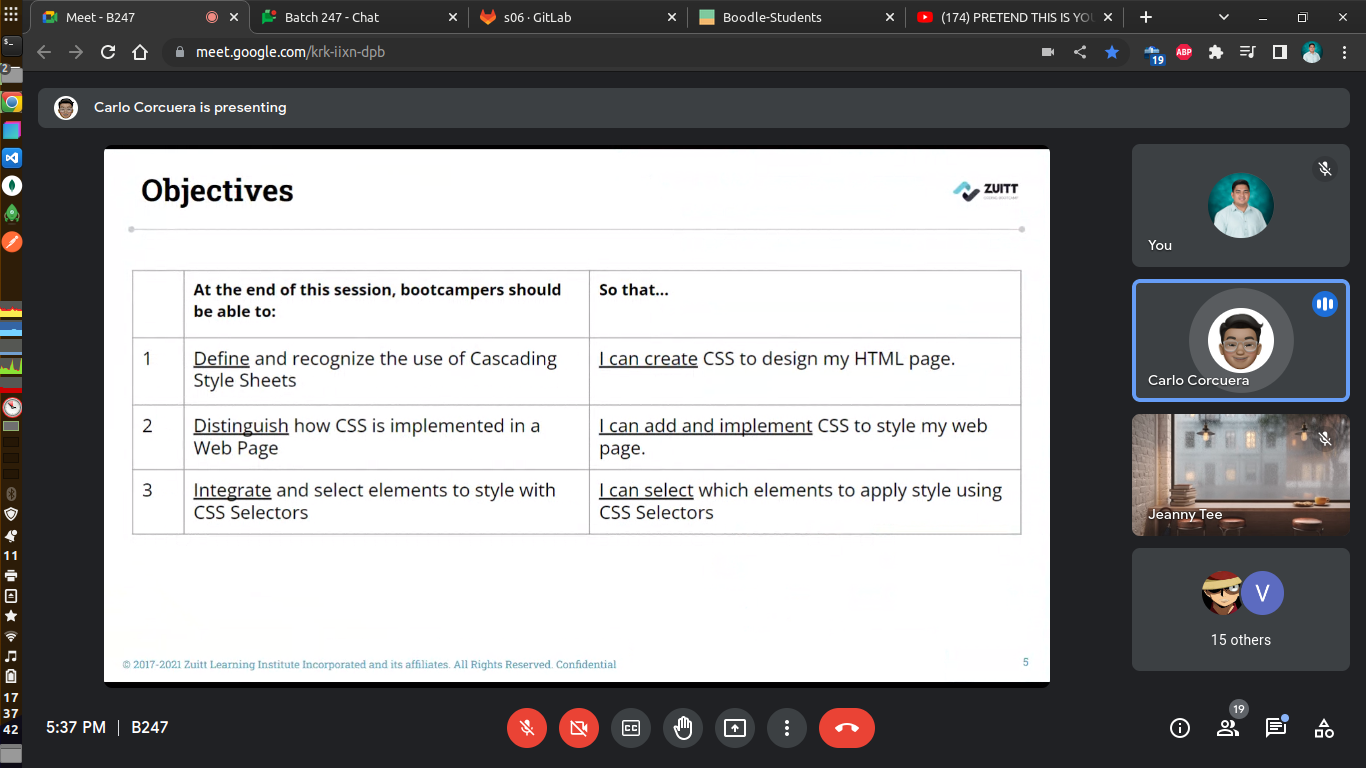 Meet - B247
Batch 247 - Chat
s06 · GitLab
Boodle-Students
(174) PRETEND THIS IS YO
meet.google.com/krk-iixn-dpb
19
ABP
2
Carlo Corcuera is presenting
Objectives
ZUITT
At the end of this session, bootcampers should
be able to:
So that...
1
Define and recognize the use of Cascading
Style Sheets
I can create CSS to design my HTML page.
2
Distinguish how CSS is implemented in a
Web Page
I can add and implement CSS to style my web
page.
3
Integrate and select elements to style with
CSS Selectors
I can select which elements to apply style using
CSS Selectors
© 2017-2021 Zuitt Learning Institute Incorporated and its affiliates. All Rights Reserved. Confidential
5
You
Carlo Corcuera
Jeanny Tee
V
15 others
11
17
37
42
5:37 PM | B247
CC
19